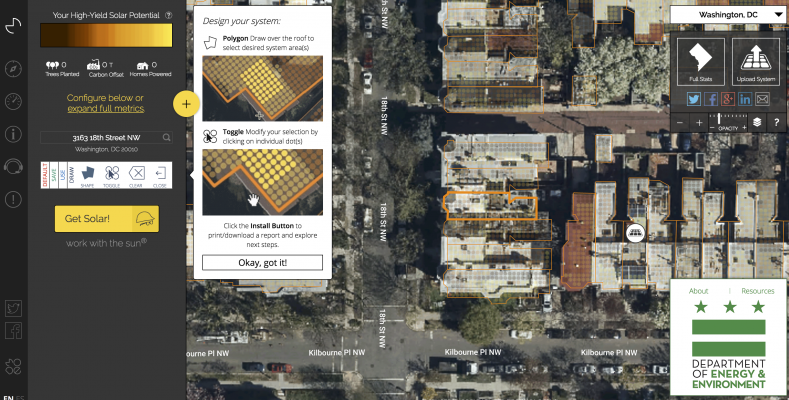 Your High-Yield Solar Potential ?
0
Trees Planted
0 T
Carbon Offset
0
Homes Powered
Configure below or
expand full metrics.
3163 18th Street NW
Washington, DC 20010
DEFAULT
SAVE
USE
DRAW
SHAPE
TOGGLE
CLEAR
CLOSE
Get Solar!
work with the sun®
EN ES
+
Design your system:
Polygon Draw over the roof to
select desired system area(s)
Toggle Modify your selection by
clicking on individual dot(s)
Click the Install Button to
print/download a report and explore
next steps.
Okay, got it!
18th St NW
18th St NW
18th St NW
18th St NW
ourne Pl NW
Kilbourne Pl NW
Kilbourne Pl NW
Kilbourne Pl NW
Washington, DC
Full Stats
Upload System
− + − OPACITY + ?
About | Resources
DEPARTMENT
OF ENERGY &
ENVIRONMENT